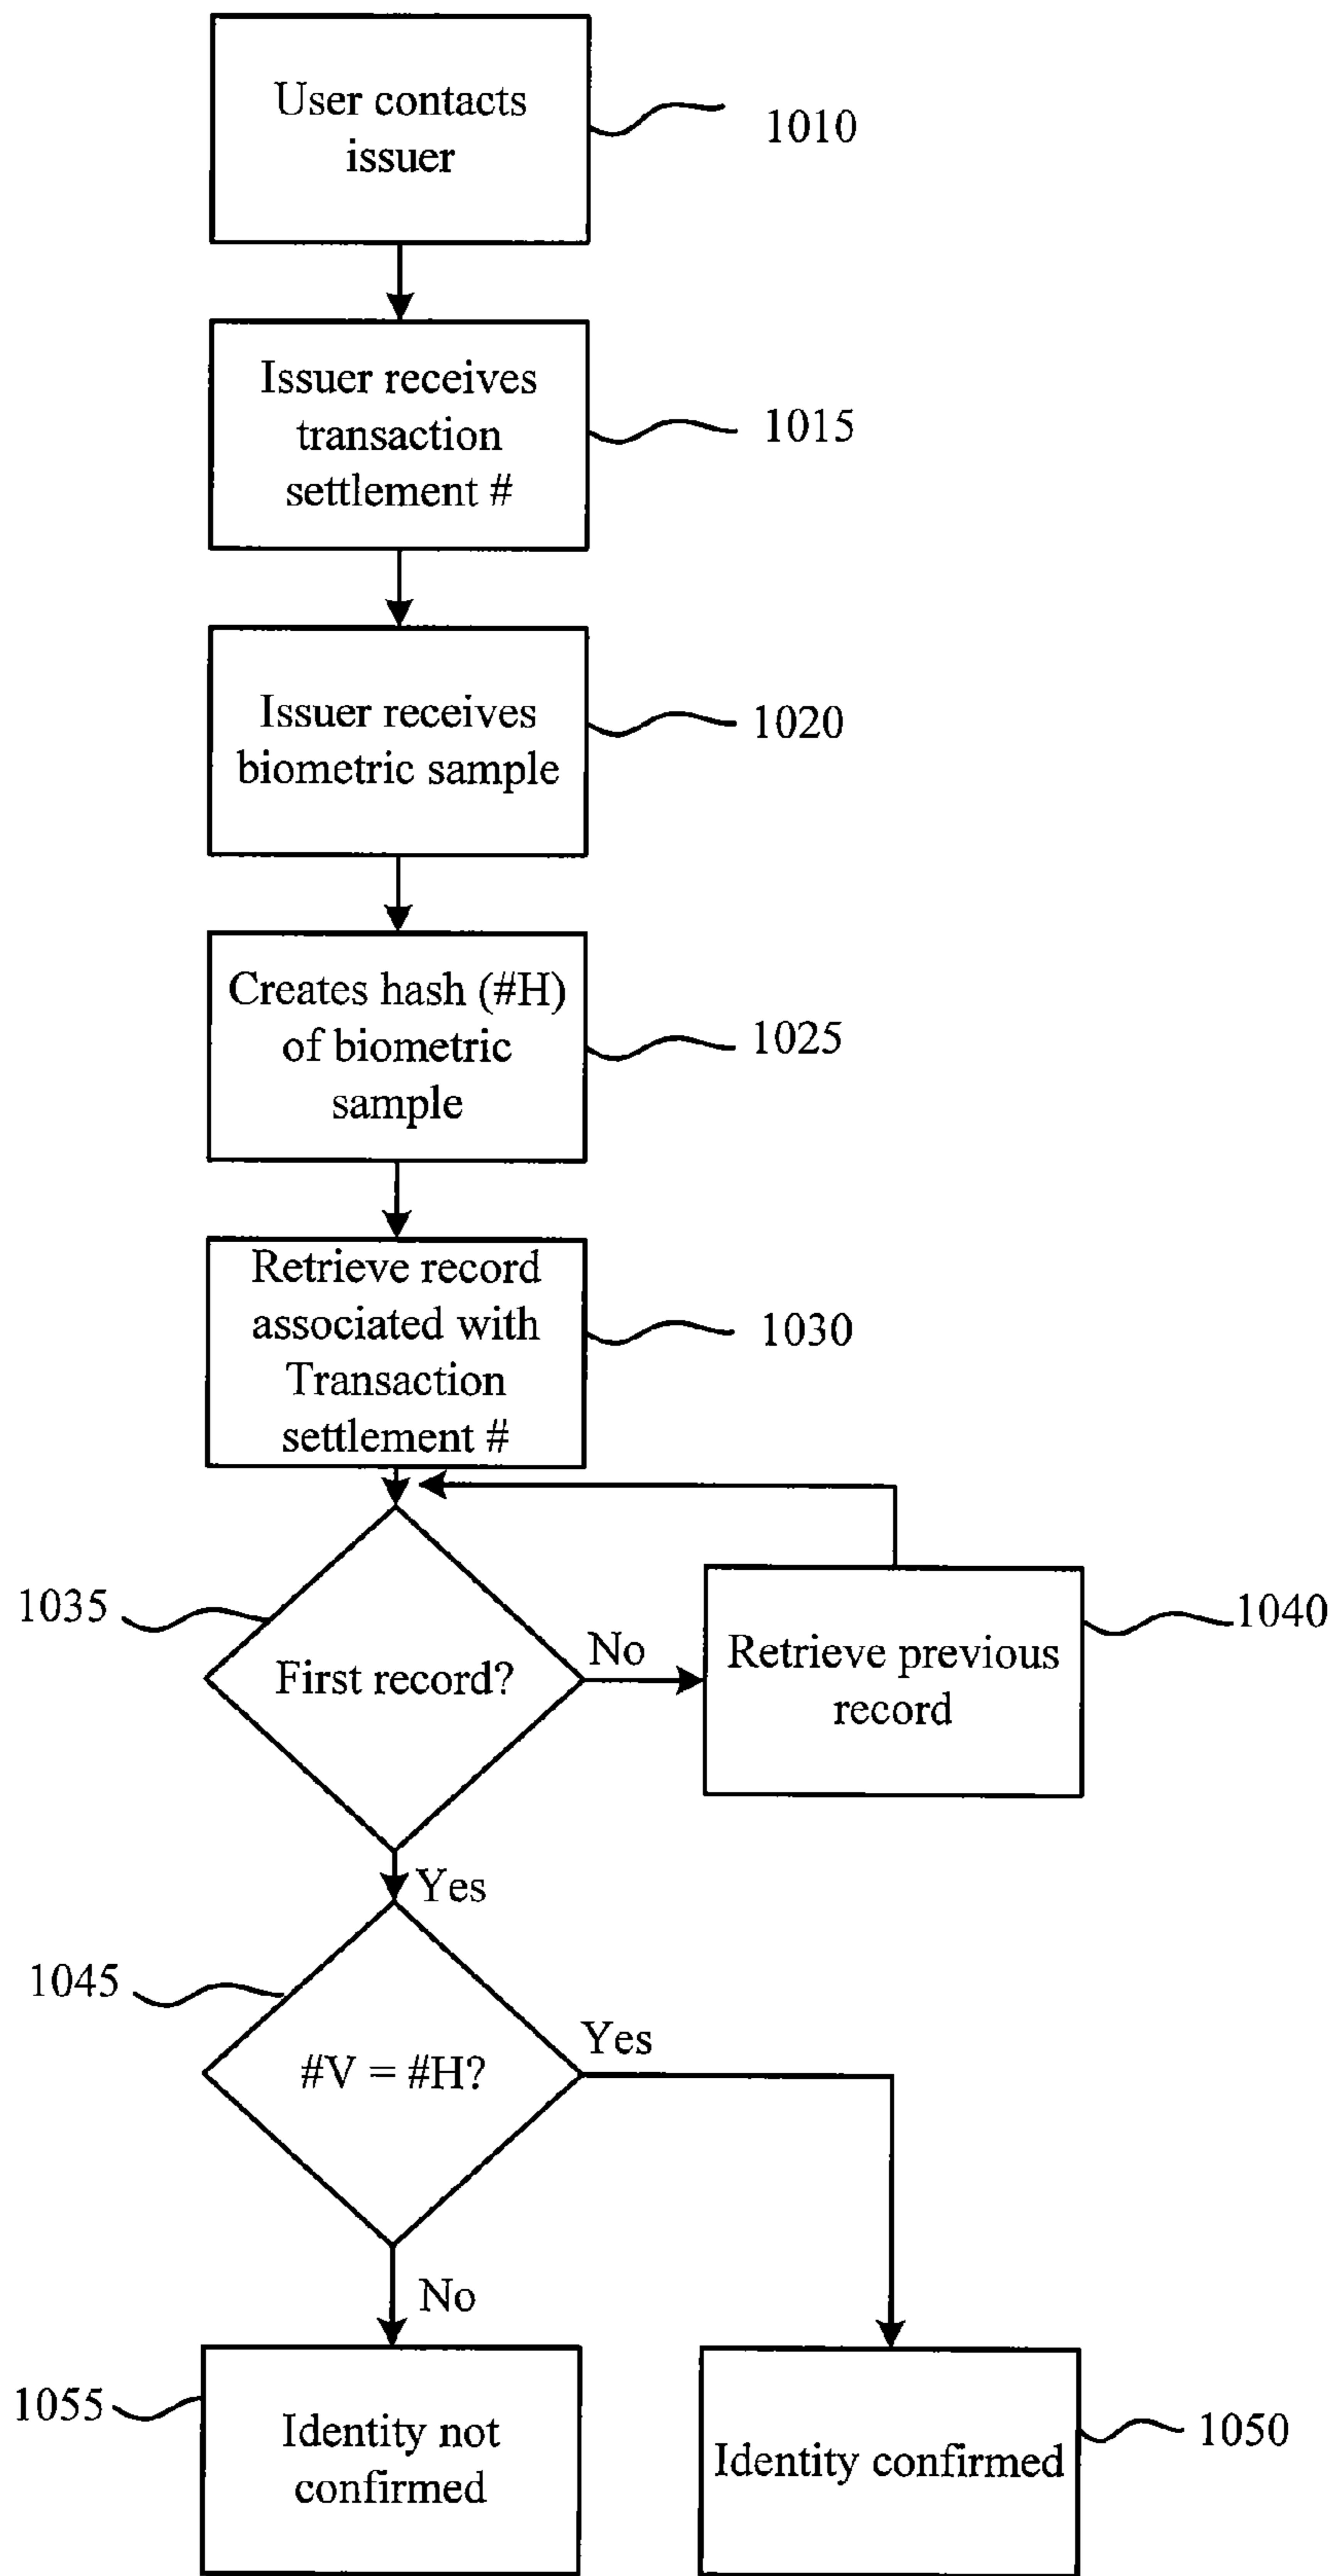 User contacts
issuer
1010
Issuer receives
transaction
settlement #
1015
Issuer receives
biometric sample
1020
Creates hash (#H)
of biometric
sample
1025
Retrieve record
associated with
Transaction
settlement #
1030
1035
First record?
No
Retrieve previous
record
1040
Yes
1045
#V = #H?
Yes
No
1055
Identity not
confirmed
Identity confirmed
1050